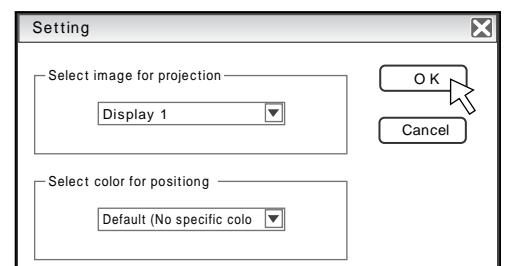 Setting
Select image for projection
OK
Display 1
Cancel
Select color for positiong
Default (No specific colo